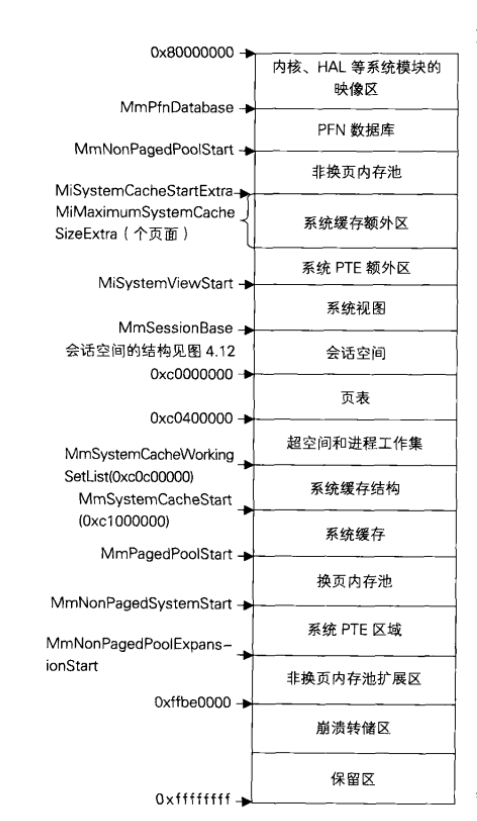 0x80000000
内核、HAL 等系统模块的
映像区
MmPfnDatabase
PFN 数据库
MmNonPagedPoolStart
非换页内存池
MiSystemCacheStartExtra
MiMaximumSystemCache
SizeExtra（个页面）
系统缓存额外区
系统 PTE 额外区
MiSystemViewStart
系统视图
MmSessionBase
会话空间的结构见图 4.12
会话空间
0xc0000000
页表
0xc0400000
超空间和进程工作集
MmSystemCacheWorking
SetList(0xc0c00000)
系统缓存结构
MmSystemCacheStart
(0xc1000000)
系统缓存
MmPagedPoolStart
换页内存池
MmNonPagedSystemStart
系统 PTE 区域
MmNonPagedPoolExpans–
ionStart
非换页内存池扩展区
0xffbe0000
崩溃转储区
保留区
0xffffffff